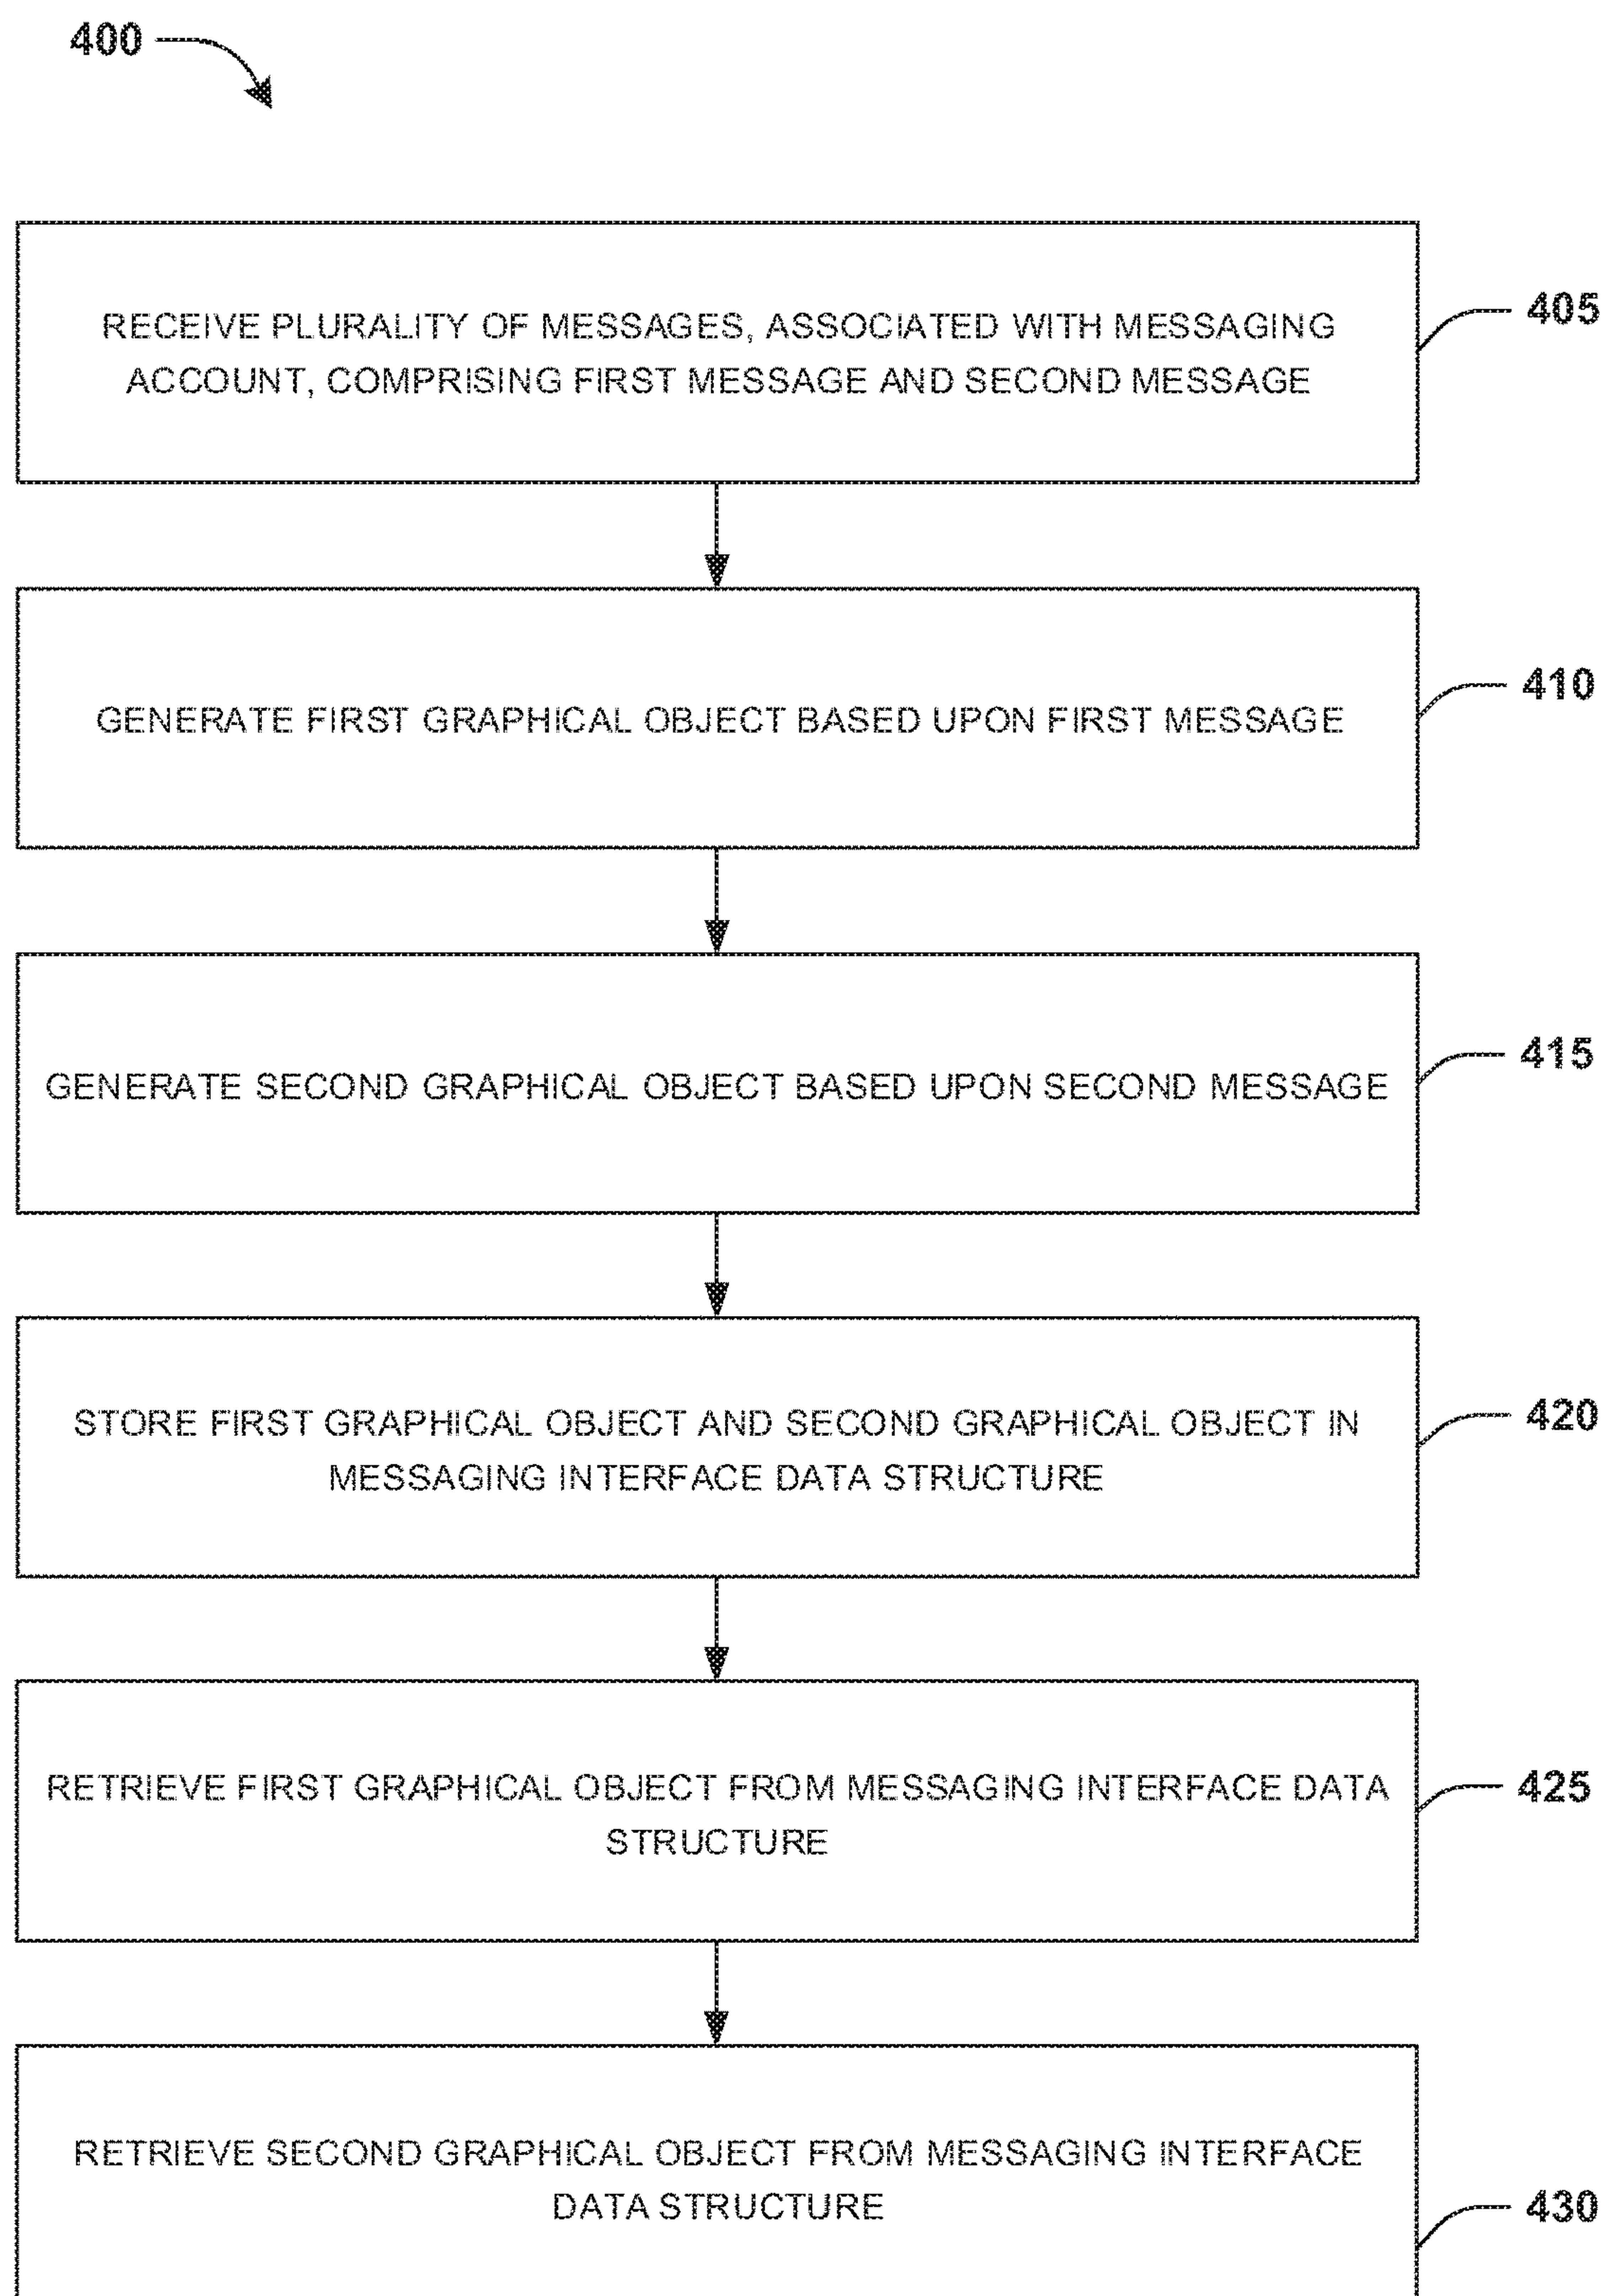 400
RECEIVE PLURALITY OF MESSAGES, ASSOCIATED WITH MESSAGING
ACCOUNT, COMPRISING FIRST MESSAGE AND SECOND MESSAGE
405
GENERATE FIRST GRAPHICAL OBJECT BASED UPON FIRST MESSAGE
410
GENERATE SECOND GRAPHICAL OBJECT BASED UPON SECOND MESSAGE
415
STORE FIRST GRAPHICAL OBJECT AND SECOND GRAPHICAL OBJECT IN
MESSAGING INTERFACE DATA STRUCTURE
420
RETRIEVE FIRST GRAPHICAL OBJECT FROM MESSAGING INTERFACE DATA
STRUCTURE
425
RETRIEVE SECOND GRAPHICAL OBJECT FROM MESSAGING INTERFACE
DATA STRUCTURE
430